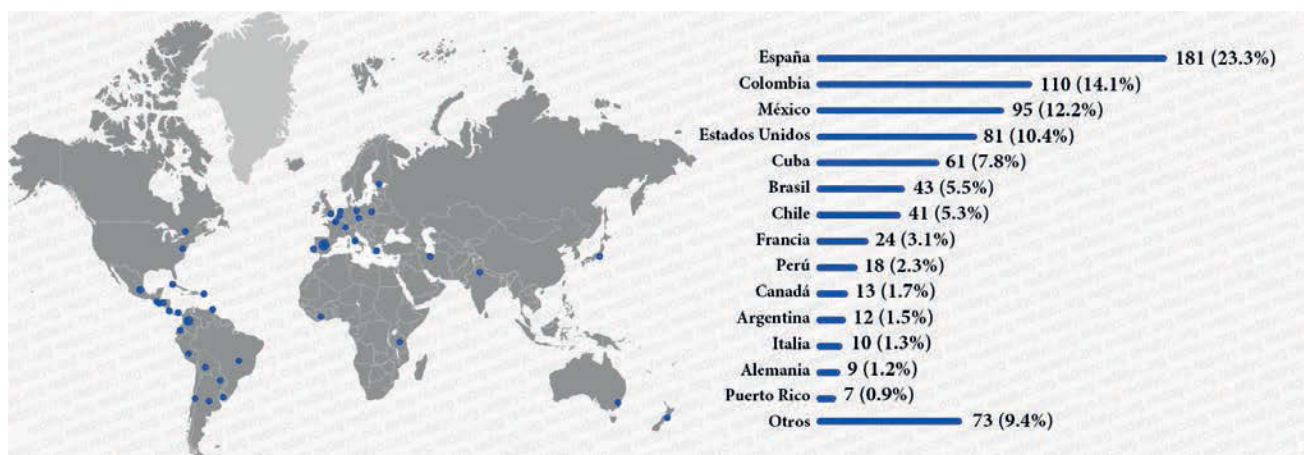 España 181 (23.3%)
Colombia 110 (14.1%)
México 95 (12.2%)
Estados Unidos 81 (10.4%)
Cuba 61 (7.8%)
Brasil 43 (5.5%)
Chile 41 (5.3%)
Francia 24 (3.1%)
Perú 18 (2.3%)
Canadá 13 (1.7%)
Argentina 12 (1.5%)
Italia 10 (1.3%)
Alemania 9 (1.2%)
Puerto Rico 7 (0.9%)
Otros 73 (9.4%)